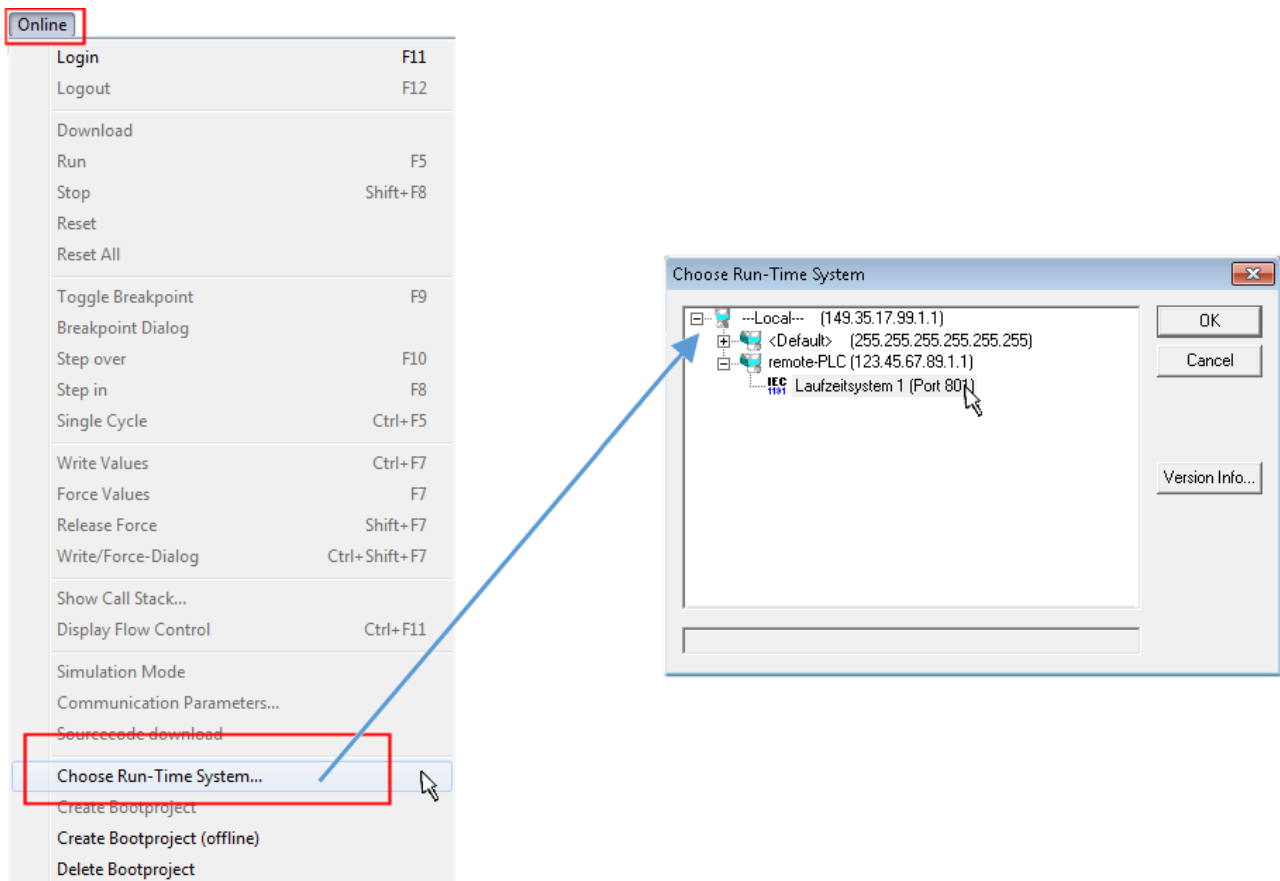 Online
Login F11
Logout F12
Download
Run F5
Stop Shift+F8
Reset
Reset All
Toggle Breakpoint F9
Breakpoint Dialog
Step over F10
Step in F8
Single Cycle Ctrl+F5
Write Values Ctrl+F7
Force Values F7
Release Force Shift+F7
Write/Force-Dialog Ctrl+Shift+F7
Show Call Stack...
Display Flow Control Ctrl+F11
Simulation Mode
Communication Parameters...
Sourcecode download
Choose Run-Time System...
Create Bootproject
Create Bootproject (offline)
Delete Bootproject
Choose Run-Time System
---Local--- (149.35.17.99.1.1)
<Default> (255.255.255.255.255.255)
remote-PLC (123.45.67.89.1.1)
IEC 1131 Laufzeitsystem 1 (Port 801)
OK
Cancel
Version Info...